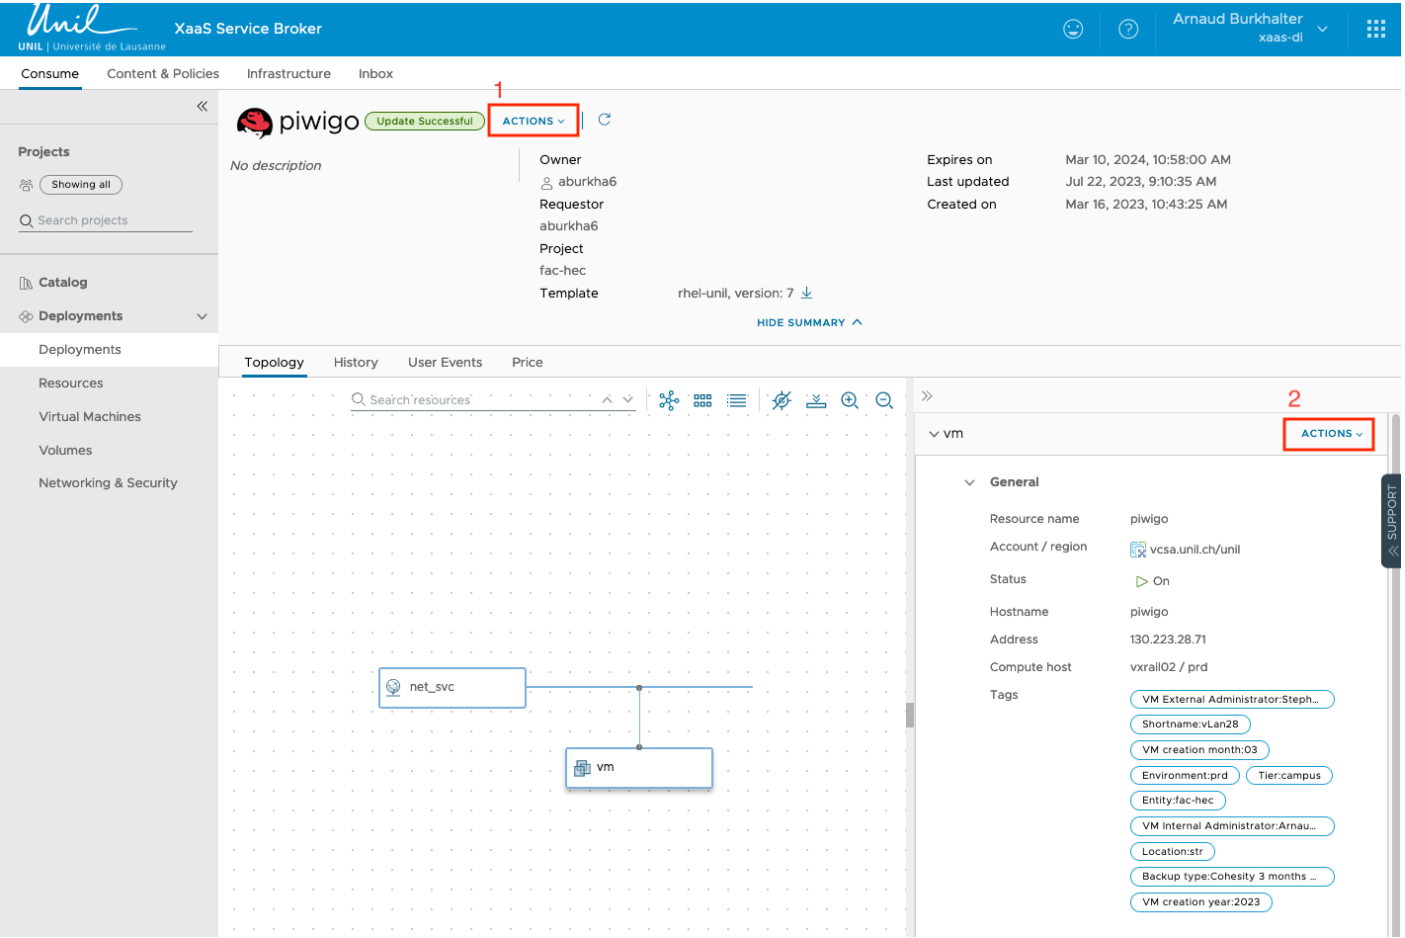 Unil
UNIL | Université de Lausanne
XaaS Service Broker
Arnaud Burkhalter
xaas-di
Consume
Content & Policies
Infrastructure
Inbox
1
piwigo
Update Successful
ACTIONS
No description
Owner
aburkha6
Requestor
aburkha6
Project
fac-hec
Template
rhel-unil, version: 7
Expires on
Mar 10, 2024, 10:58:00 AM
Last updated
Jul 22, 2023, 9:10:35 AM
Created on
Mar 16, 2023, 10:43:25 AM
HIDE SUMMARY
Projects
Showing all
Search projects
Catalog
Deployments
Deployments
Resources
Virtual Machines
Volumes
Networking & Security
Topology
History
User Events
Price
Search resources
net_svc
vm
2
vm
ACTIONS
General
Resource name
piwigo
Account / region
vcsa.unil.ch/unil
Status
On
Hostname
piwigo
Address
130.223.28.71
Compute host
vxrail02 / prd
Tags
VM External Administrator:Steph...
Shortname:vLan28
VM creation month:03
Environment:prd
Tier:campus
Entity:fac-hec
VM Internal Administrator:Arnau...
Location:str
Backup type:Cohesity 3 months ...
VM creation year:2023
SUPPORT